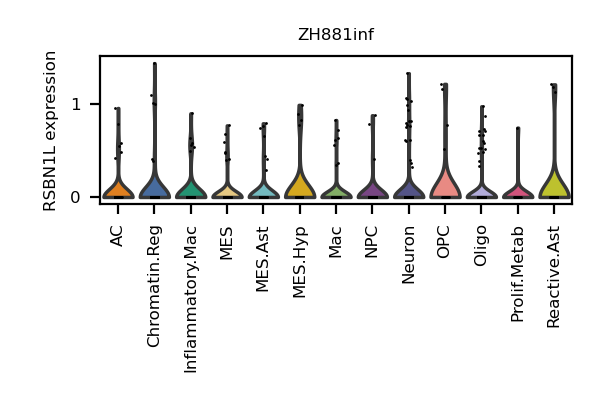 ZH881inf
RSBN1L expression
1
0
AC
Chromatin.Reg
Inflammatory.Mac
MES
MES.Ast
MES.Hyp
Mac
NPC
Neuron
OPC
Oligo
Prolif.Metab
Reactive.Ast